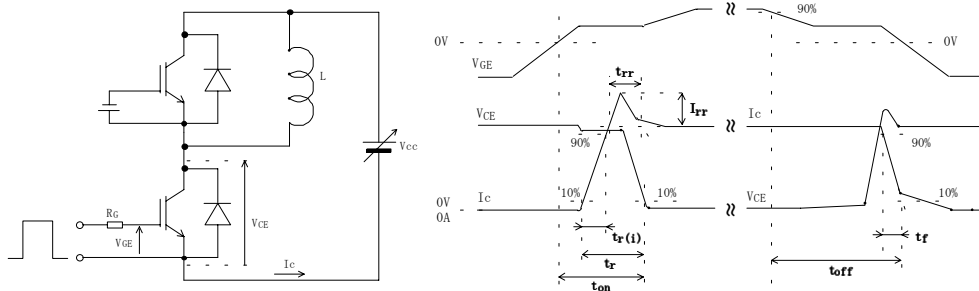 L
Vcc
RG
VGE
VCE
Ic
0V
VGE
90%
0V
trr
Irr
VCE
Ic
90%
90%
0V
0A
Ic
10%
10%
VCE
10%
tr(i)
tr
ton
tf
toff